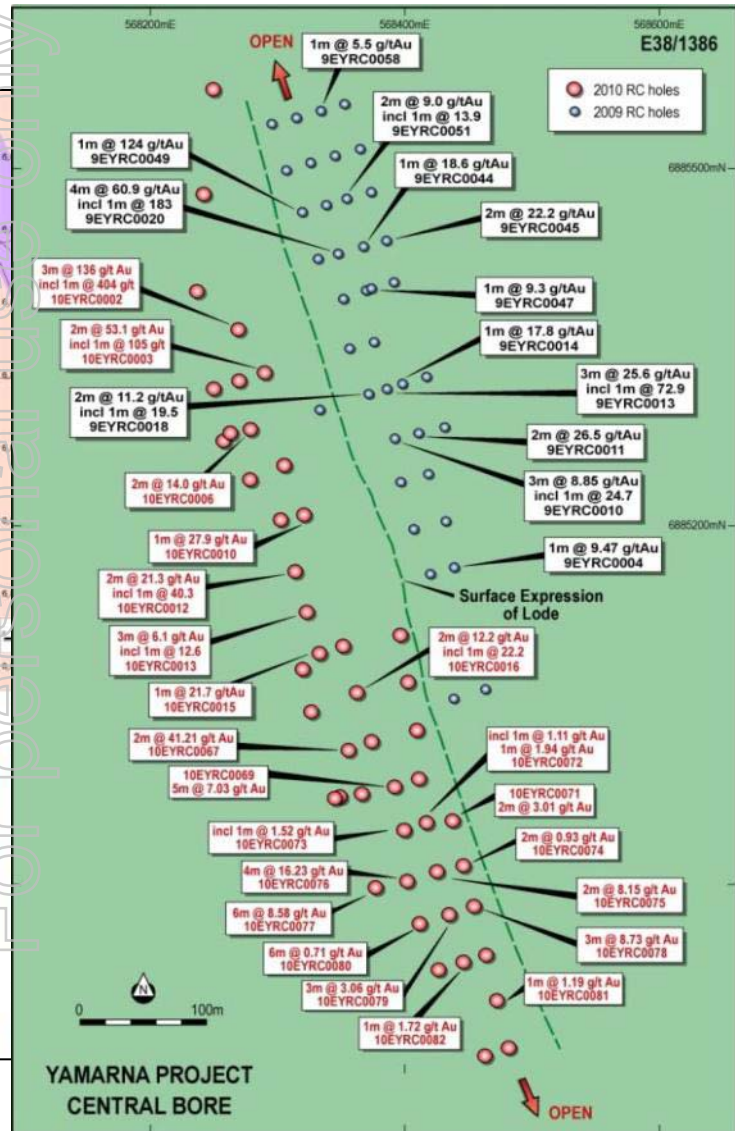 568200mE
568400mE
568600mE
OPEN
E38/1386
1m @ 5.5 g/tAu
9EYRC0058
2010 RC holes
2009 RC holes
2m @ 9.0 g/tAu
incl 1m @ 13.9
9EYRC0051
1m @ 124 g/tAu
9EYRC0049
1m @ 18.6 g/tAu
9EYRC0044
6885500mN
4m @ 60.9 g/tAu
incl 1m @ 183
9EYRC0020
2m @ 22.2 g/tAu
9EYRC0045
3m @ 136 g/t Au
incl 1m @ 404 g/t
10EYRC0002
1m @ 9.3 g/tAu
9EYRC0047
2m @ 53.1 g/t Au
incl 1m @ 105 g/t
10EYRC0003
1m @ 17.8 g/tAu
9EYRC0014
2m @ 11.2 g/tAu
incl 1m @ 19.5
9EYRC0018
3m @ 25.6 g/tAu
incl 1m @ 72.9
9EYRC0013
2m @ 26.5 g/tAu
9EYRC0011
2m @ 14.0 g/tAu
10EYRC0006
3m @ 8.85 g/tAu
incl 1m @ 24.7
9EYRC0010
6885200mN
1m @ 27.9 g/t Au
10EYRC0010
1m @ 9.47 g/tAu
9EYRC0004
2m @ 21.3 g/t Au
incl 1m @ 40.3
10EYRC0012
Surface Expression
of Lode
3m @ 6.1 g/t Au
incl 1m @ 12.6
10EYRC0013
2m @ 12.2 g/t Au
incl 1m @ 22.2
10EYRC0016
1m @ 21.7 g/tAu
10EYRC0015
2m @ 41.21 g/t Au
10EYRC0067
incl 1m @ 1.11 g/t Au
1m @ 1.94 g/t Au
10EYRC0072
10EYRC0069
5m @ 7.03 g/t Au
10EYRC0071
2m @ 3.01 g/t Au
incl 1m @ 1.52 g/t Au
10EYRC0073
2m @ 0.93 g/t Au
10EYRC0074
4m @ 16.23 g/t Au
10EYRC0076
2m @ 8.15 g/t Au
10EYRC0075
6m @ 8.58 g/t Au
10EYRC0077
3m @ 8.73 g/t Au
10EYRC0078
6m @ 0.71 g/t Au
10EYRC0080
3m @ 3.06 g/t Au
10EYRC0079
1m @ 1.19 g/t Au
10EYRC0081
1m @ 1.72 g/t Au
10EYRC0082
N
0 100m
YAMARNA PROJECT
CENTRAL BORE
OPEN
For personal use only